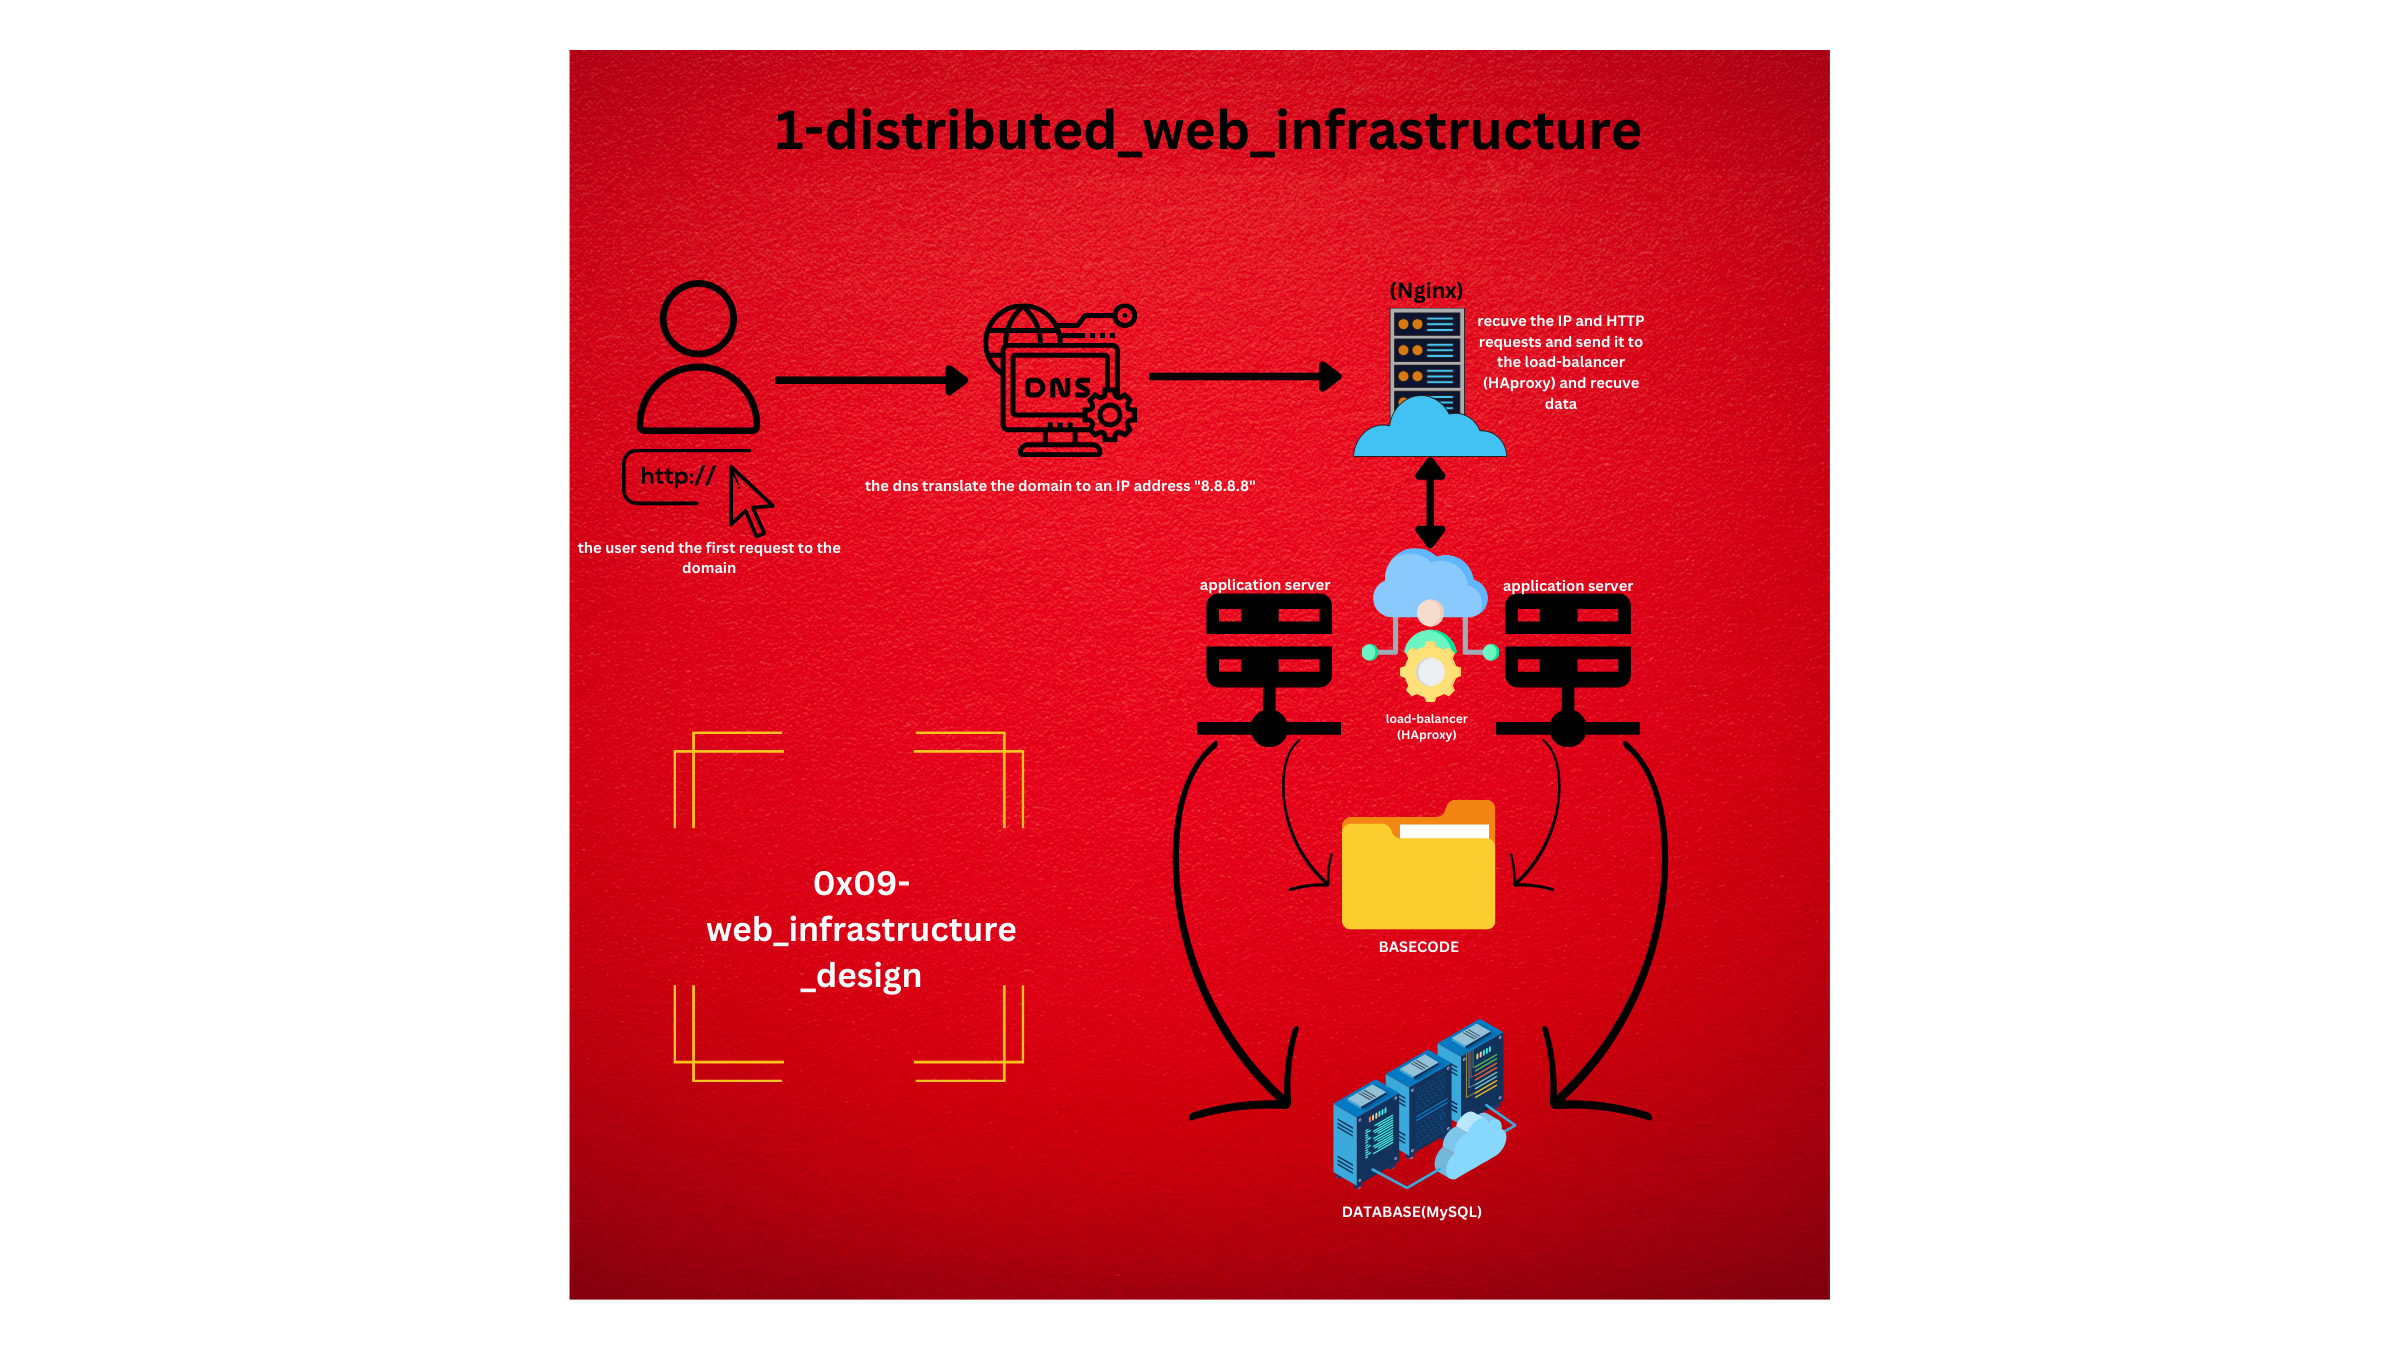 1-distributed_web_infrastructure
(Nginx)
recuve the IP and HTTP
requests and send it to
the load-balancer
(HAproxy) and recuve
data
DNS
http://
the dns translate the domain to an IP address "8.8.8.8"
the user send the first request to the
domain
application server
application server
load-balancer
(HAproxy)
0x09-
web_infrastructure
_design
BASECODE
DATABASE(MySQL)